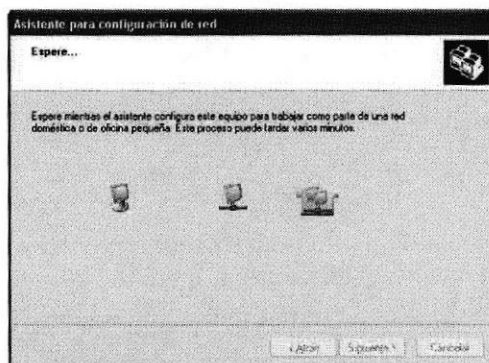 Asistente para configuración de red
Espere...
Espere mientras el asistente configura este equipo para trabajar como parte de una red
doméstica o de oficina pequeña. Este proceso puede tardar varios minutos.
< Atrás Siguiente > Cancelar